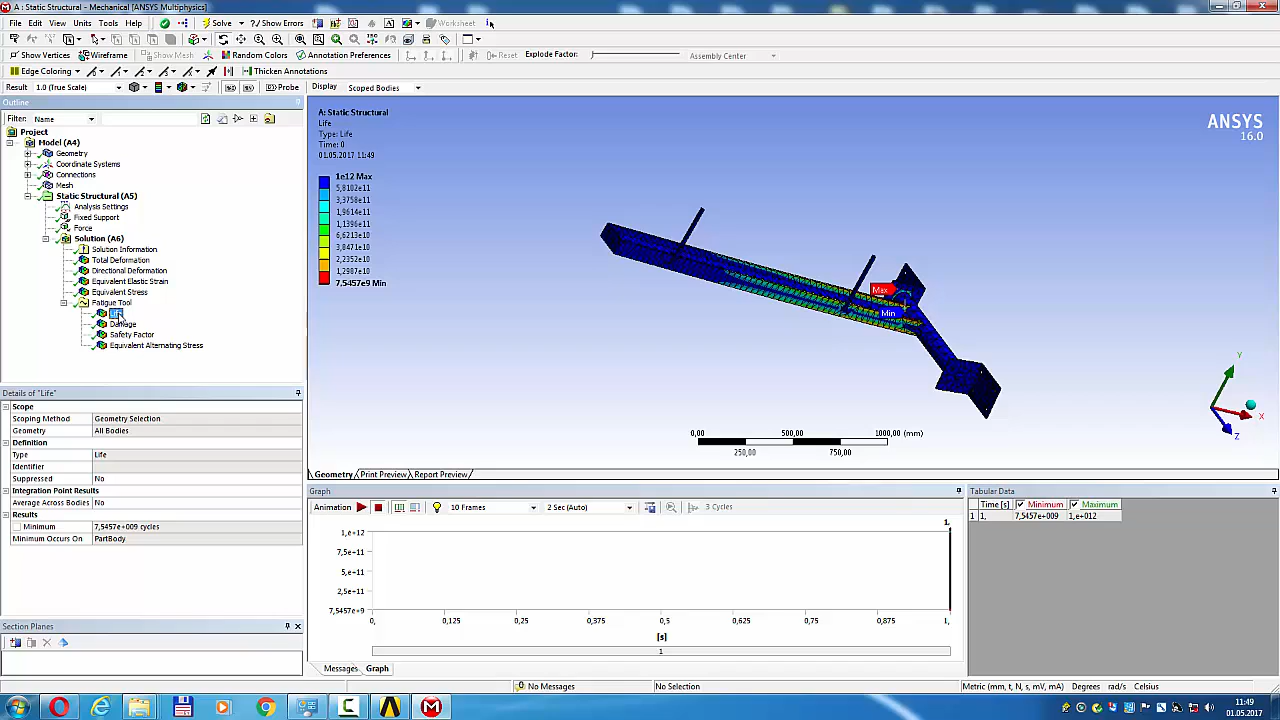 A : Static Structural - Mechanical [ANSYS Multiphysics]
File Edit View Units Tools Help Solve Show Errors Worksheet
Show Vertices Wireframe Show Mesh Random Colors Annotation Preferences Reset Explode Factor: Assembly Center
Edge Coloring Thicken Annotations
Result 1.0 (True Scale) Probe Display Scoped Bodies
Outline
Filter: Name
Project
Model (A4)
Geometry
Coordinate Systems
Connections
Mesh
Static Structural (A5)
Analysis Settings
Fixed Support
Force
Solution (A6)
Solution Information
Total Deformation
Directional Deformation
Equivalent Elastic Strain
Equivalent Stress
Fatigue Tool
Damage
Safety Factor
Equivalent Alternating Stress
Details of "Life"
Scope
Scoping Method Geometry Selection
Geometry All Bodies
Definition
Type Life
Identifier
Suppressed No
Integration Point Results
Average Across Bodies No
Results
Minimum 7,5457e+009 cycles
Minimum Occurs On PartBody
Section Planes
A: Static Structural
Life
Type: Life
Time: 0
01.05.2017 11:49
1e12 Max
5,8102e11
3,3758e11
1,9614e11
1,1396e11
6,6213e10
3,8471e10
2,2352e10
1,2987e10
7,5457e9 Min
ANSYS
16.0
Max
Min
Y
X
Z
0,00 500,00 1000,00 (mm)
250,00 750,00
Geometry Print Preview Report Preview
Graph
Animation 10 Frames 2 Sec (Auto) 3 Cycles
1,
1,e+12
7,5e+11
5,e+11
2,5e+11
7,5457e+9
0, 0,125 0,25 0,375 0,5 0,625 0,75 0,875 1,
[s]
1
Messages Graph
Tabular Data
Time [s] Minimum Maximum
1 1, 7,5457e+009 1,e+012
No Messages No Selection Metric (mm, t, N, s, mV, mA) Degrees rad/s Celsius
11:49
01.05.2017